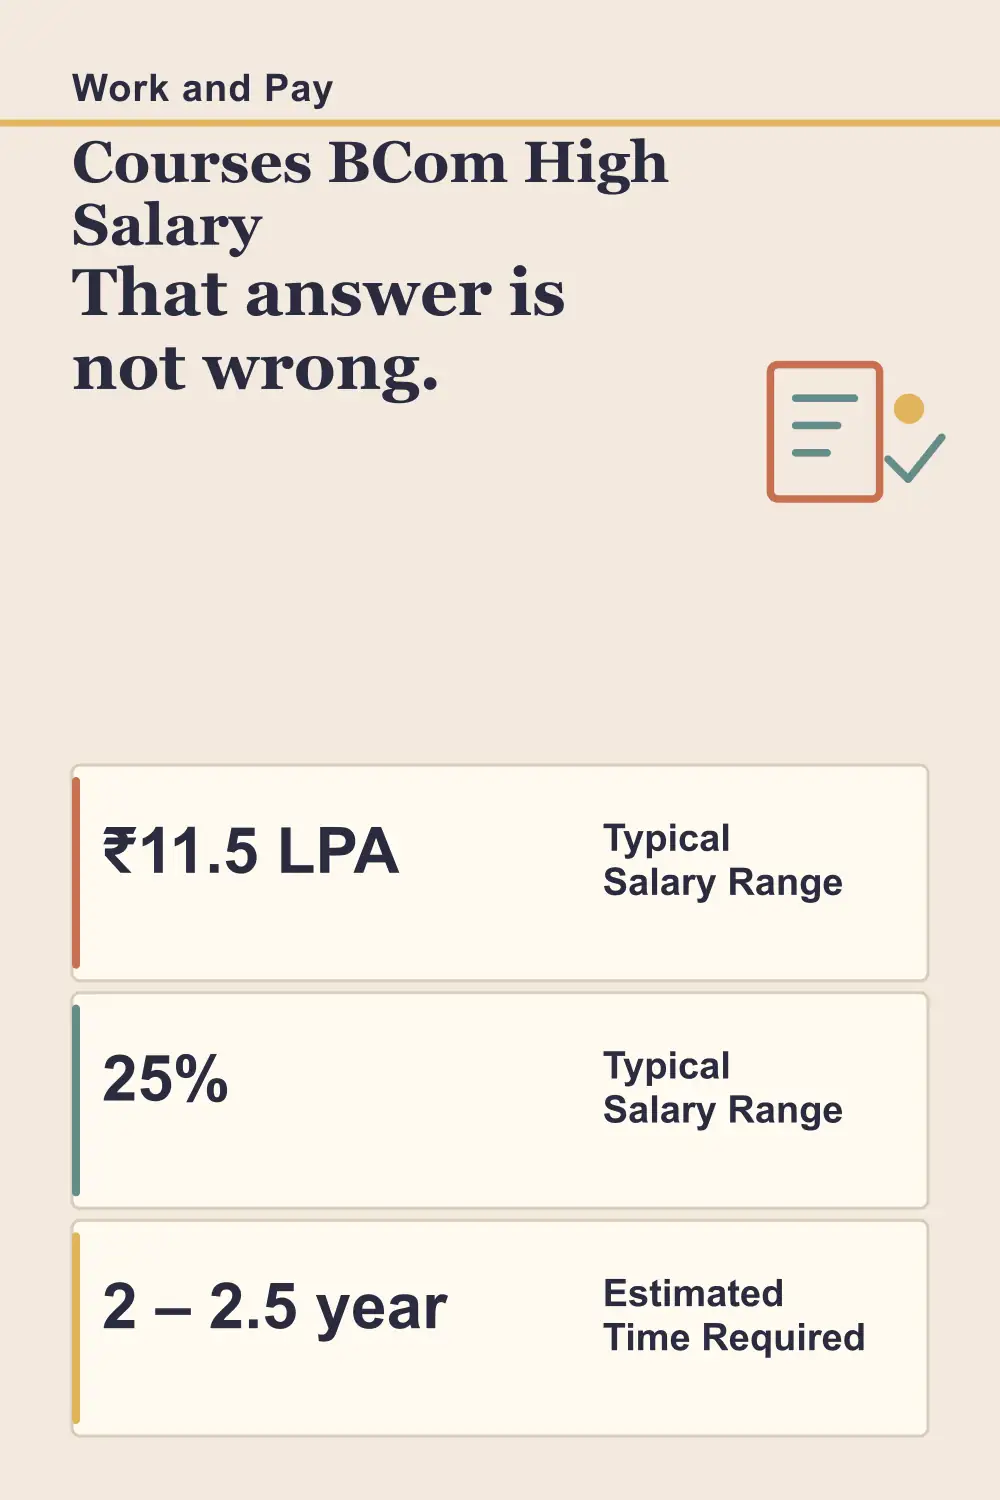 Work and Pay
Courses BCom High
Salary
That answer is
not wrong.
₹11.5 LPA
Typical
Salary Range
25%
Typical
Salary Range
2 – 2.5 year
Estimated
Time Required